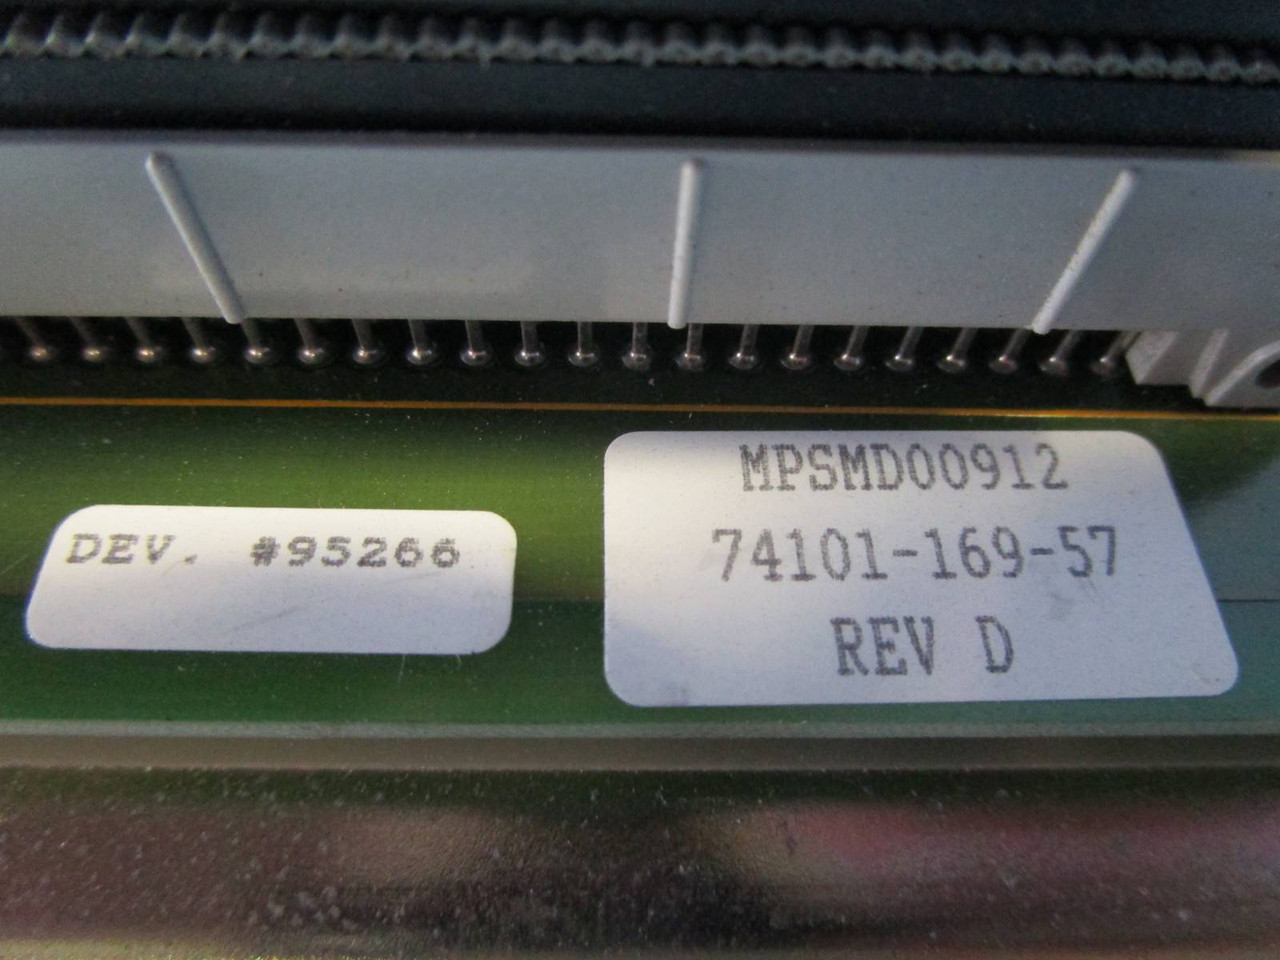 MPSMD00912
74101-169-57
REV D
DEV. #95266